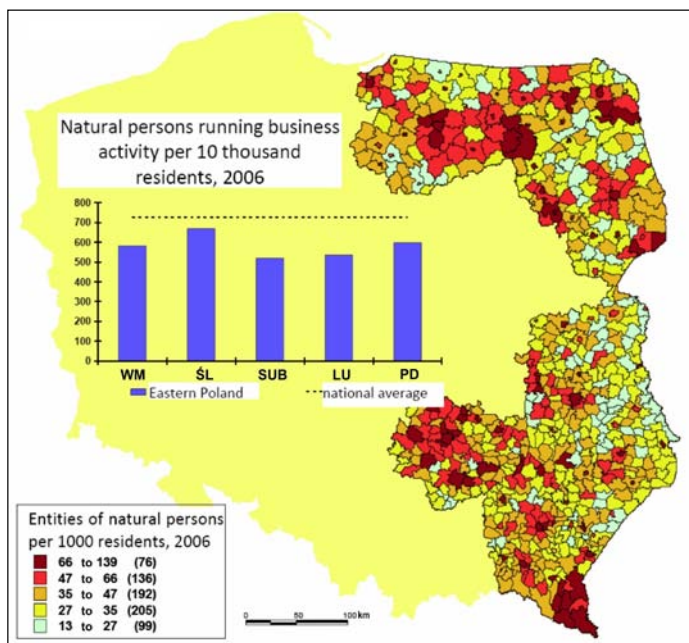 Natural persons running business
activity per 10 thousand
residents, 2006
800
700
600
500
400
300
200
100
0
WM ŚL SUB LU PD
Eastern Poland national average
Entities of natural persons
per 1000 residents, 2006
66 to 139 (76)
47 to 66 (136)
35 to 47 (192)
27 to 35 (205)
13 to 27 (99)
0 50 100 km